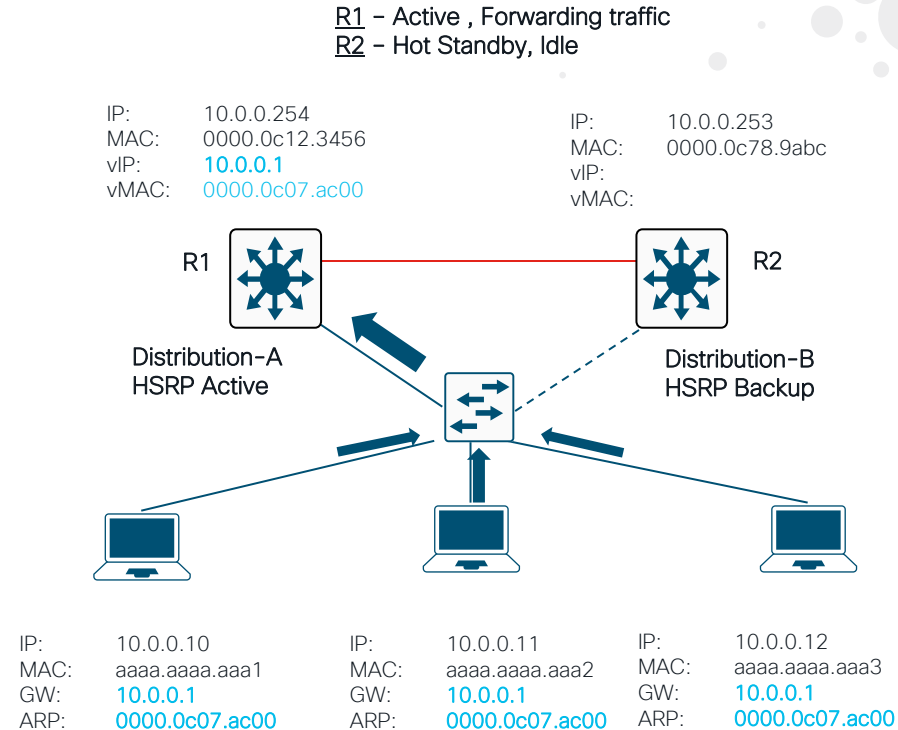 R1 – Active , Forwarding traffic
R2 – Hot Standby, Idle
IP: 10.0.0.254
MAC: 0000.0c12.3456
vIP: 10.0.0.1
vMAC: 0000.0c07.ac00
IP: 10.0.0.253
MAC: 0000.0c78.9abc
vIP:
vMAC:
R1
R2
Distribution-A
HSRP Active
Distribution-B
HSRP Backup
IP: 10.0.0.10
MAC: aaaa.aaaa.aaa1
GW: 10.0.0.1
ARP: 0000.0c07.ac00
IP: 10.0.0.11
MAC: aaaa.aaaa.aaa2
GW: 10.0.0.1
ARP: 0000.0c07.ac00
IP: 10.0.0.12
MAC: aaaa.aaaa.aaa3
GW: 10.0.0.1
ARP: 0000.0c07.ac00